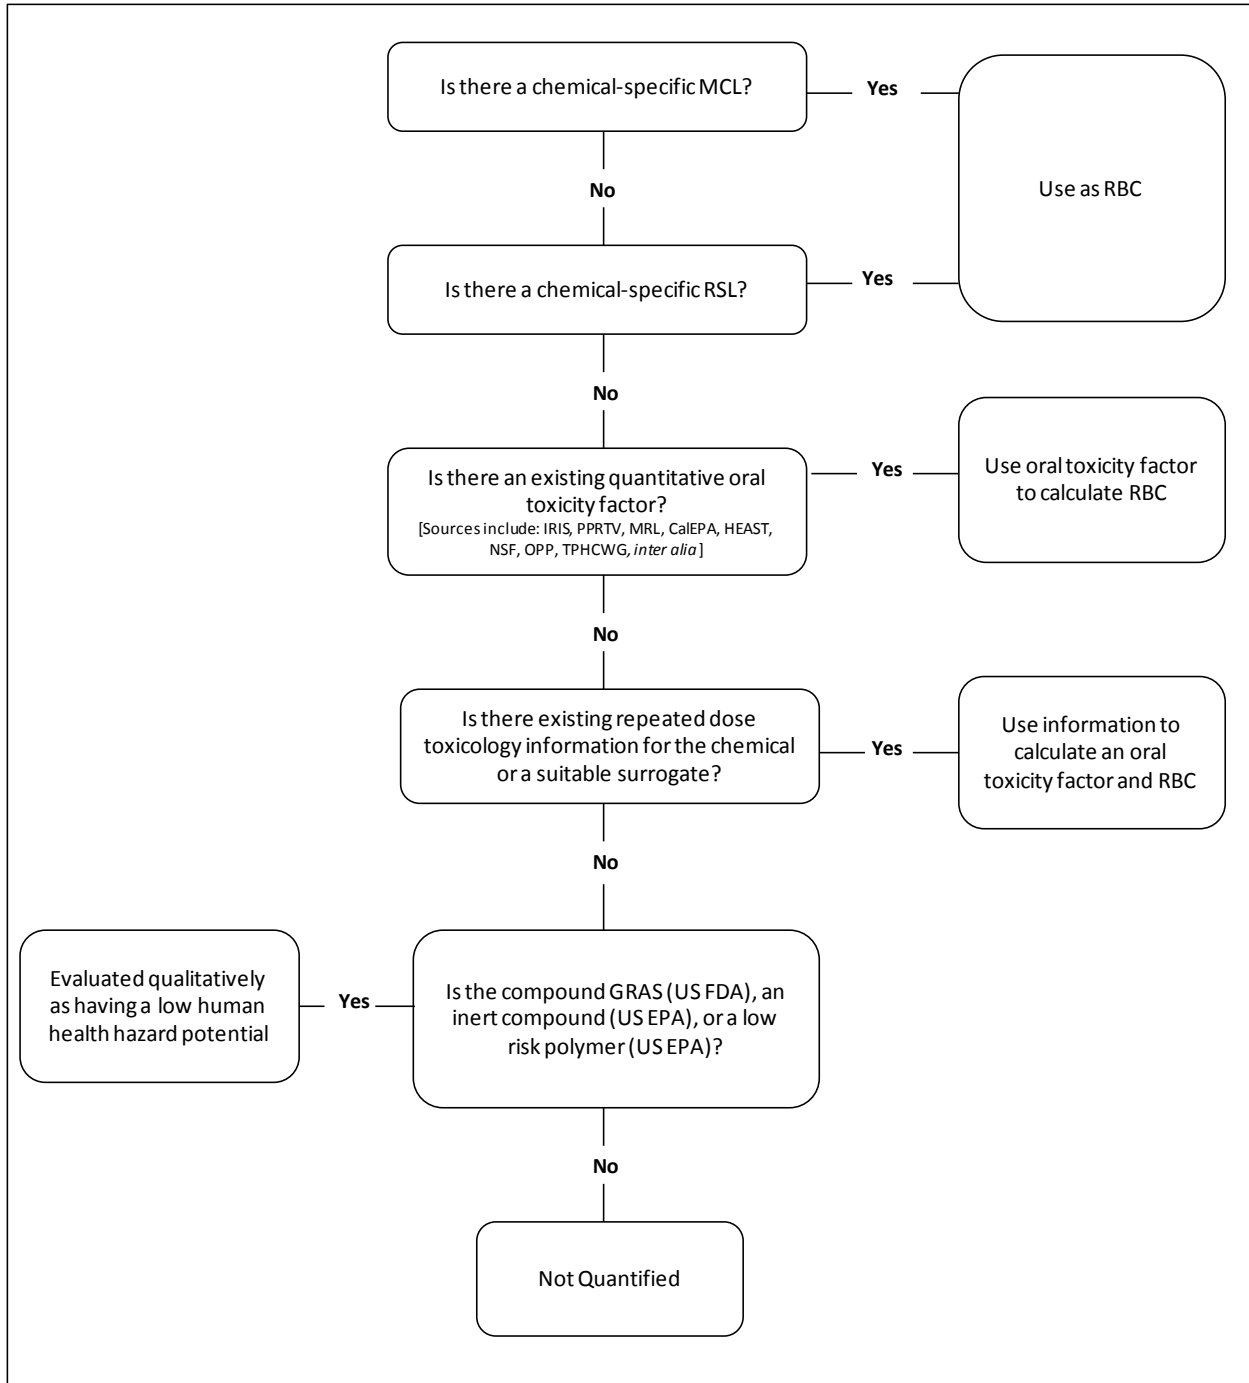 Is there a chemical-specific MCL?
Yes
Use as RBC
No
Is there a chemical-specific RSL?
Yes
No
Is there an existing quantitative oral
toxicity factor?
[Sources include: IRIS, PPRTV, MRL, CalEPA, HEAST,
NSF, OPP, TPHCWG, inter alia ]
Yes
Use oral toxicity factor
to calculate RBC
No
Is there existing repeated dose
toxicology information for the chemical
or a suitable surrogate?
Yes
Use information to
calculate an oral
toxicity factor and RBC
No
Is the compound GRAS (US FDA), an
inert compound (US EPA), or a low
risk polymer (US EPA)?
Yes
Evaluated qualitatively
as having a low human
health hazard potential
No
Not Quantified